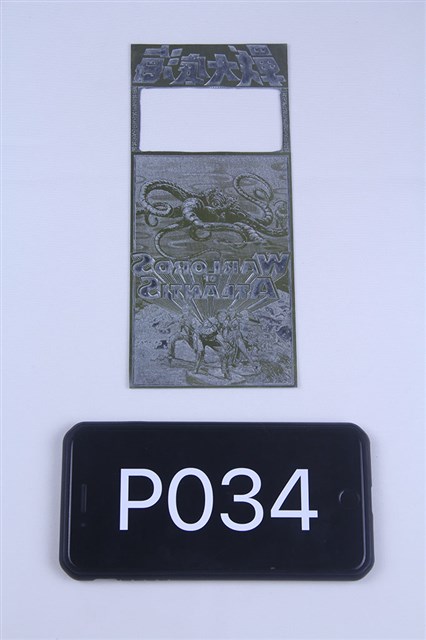 WARLORDS
OF
ATLANTIS
P034